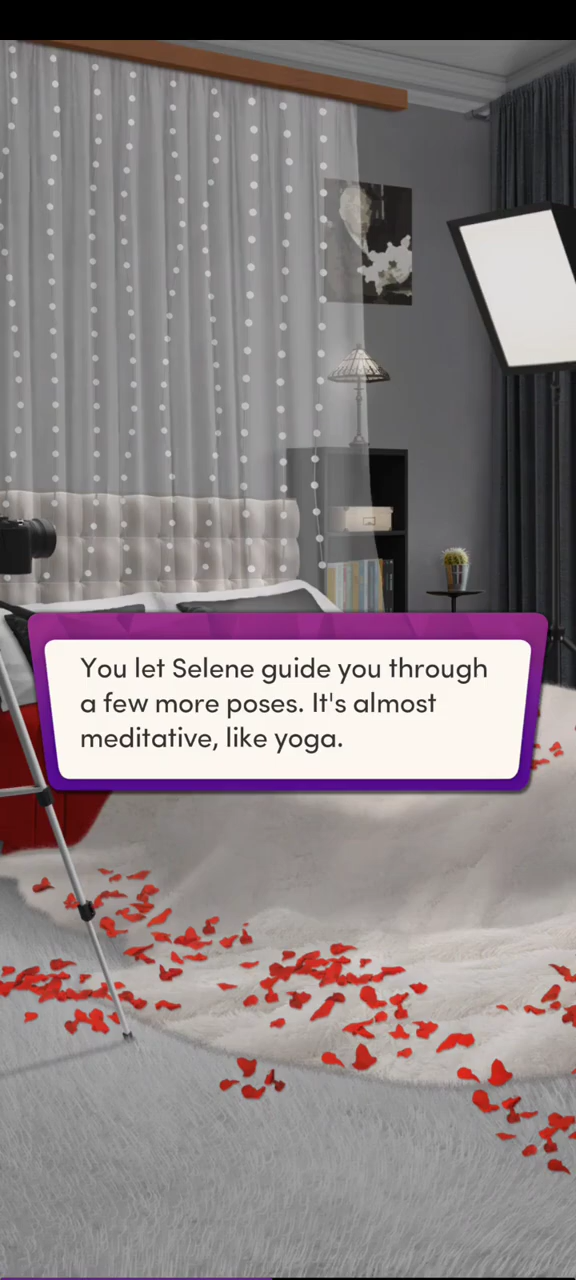 You let Selene guide you through
a few more poses. It's almost
meditative, like yoga.